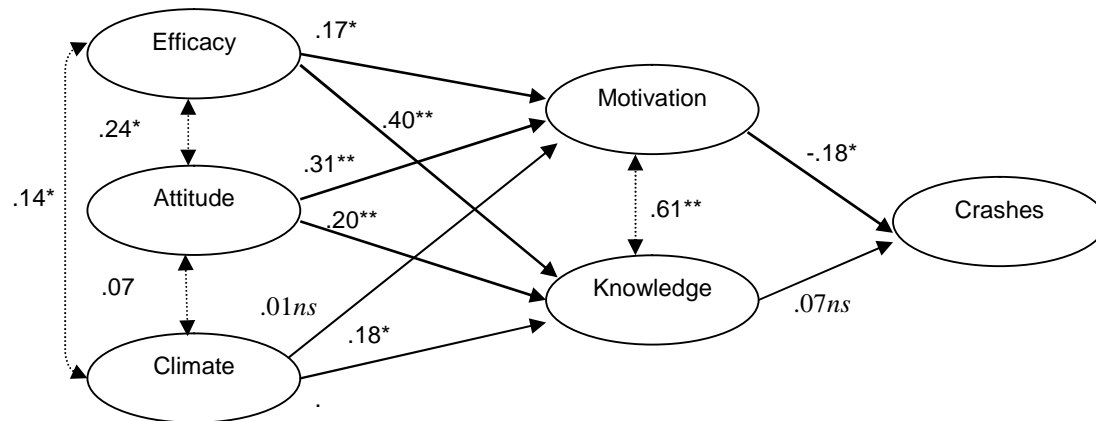 Efficacy
.17*
Motivation
.24*
.40**
.31**
-.18*
.14*
Attitude
.61**
Crashes
.20**
.07
Knowledge
.01ns
.07ns
.18*
Climate
.